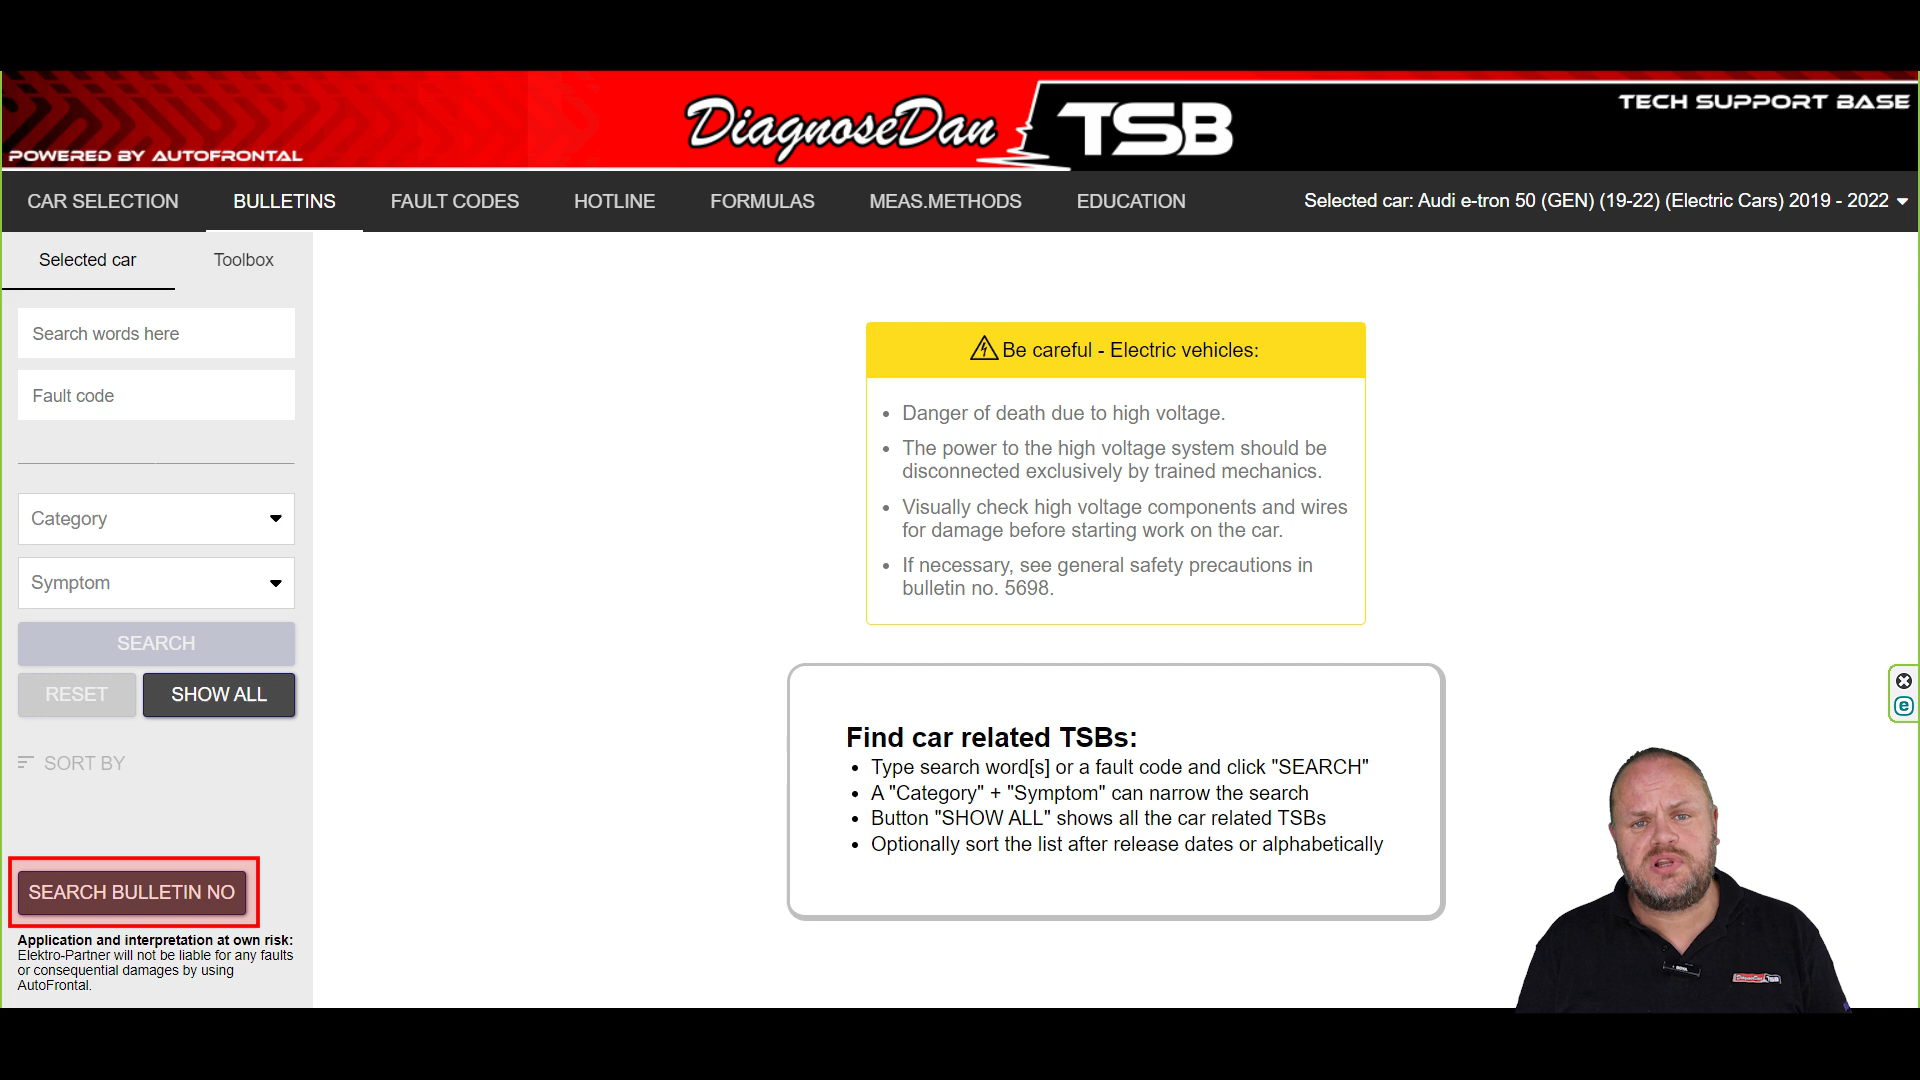 POWERED BY AUTOFRONTAL
DiagnoseDan TSB
TECH SUPPORT BASE
CAR SELECTION BULLETINS FAULT CODES HOTLINE FORMULAS MEAS.METHODS EDUCATION Selected car: Audi e-tron 50 (GEN) (19-22) (Electric Cars) 2019 - 2022
Selected car Toolbox
Search words here
Fault code
Category
Symptom
SEARCH
RESET SHOW ALL
SORT BY
SEARCH BULLETIN NO
Application and interpretation at own risk:
Elektro-Partner will not be liable for any faults
or consequential damages by using
AutoFrontal.
Be careful - Electric vehicles:
• Danger of death due to high voltage.
• The power to the high voltage system should be
disconnected exclusively by trained mechanics.
• Visually check high voltage components and wires
for damage before starting work on the car.
• If necessary, see general safety precautions in
bulletin no. 5698.
Find car related TSBs:
• Type search word[s] or a fault code and click "SEARCH"
• A "Category" + "Symptom" can narrow the search
• Button "SHOW ALL" shows all the car related TSBs
• Optionally sort the list after release dates or alphabetically
e
DiagnoseDan TSB